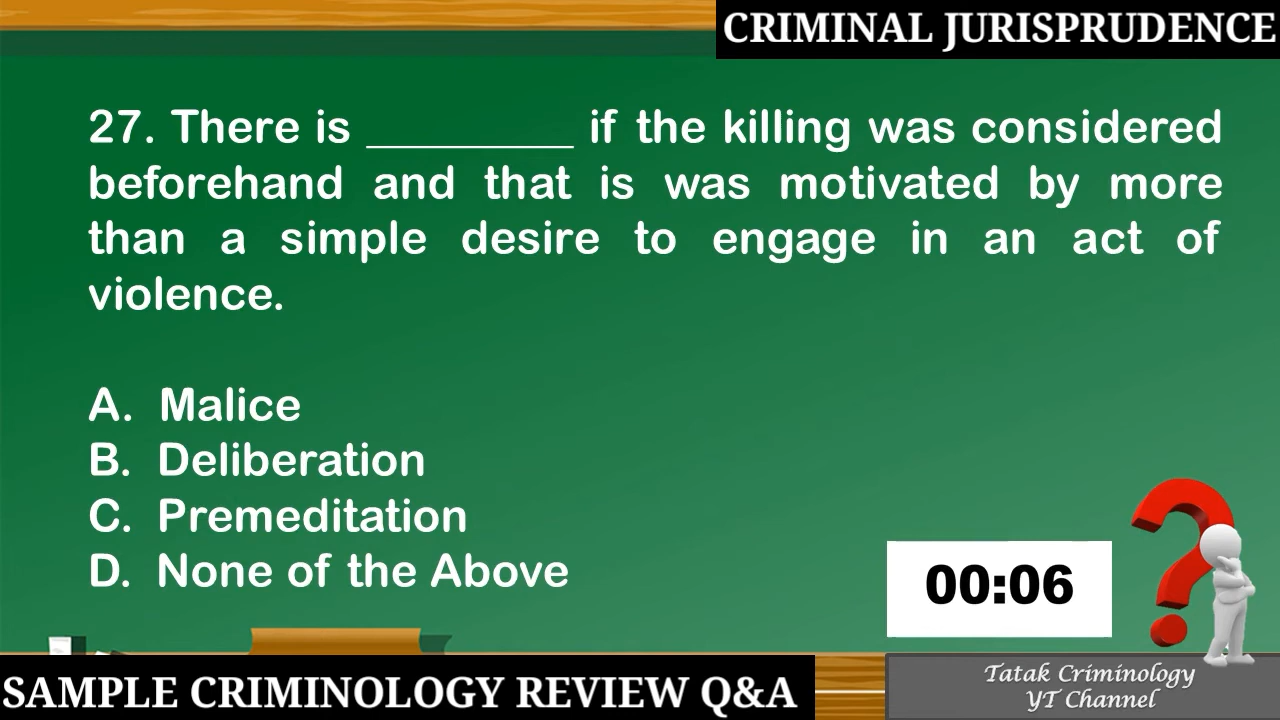 CRIMINAL JURISPRUDENCE
27. There is _________ if the killing was considered
beforehand and that is was motivated by more
than a simple desire to engage in an act of
violence.
A. Malice
B. Deliberation
C. Premeditation
D. None of the Above
00:06
SAMPLE CRIMINOLOGY REVIEW Q&A
Tatak Criminology
YT Channel